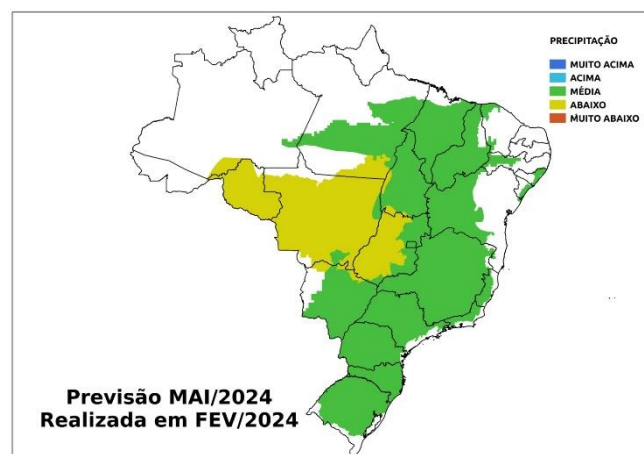 PRECIPITAÇÃO
MUITO ACIMA
ACIMA
MÉDIA
ABAIXO
MUITO ABAIXO
Previsão MAI/2024
Realizada em FEV/2024